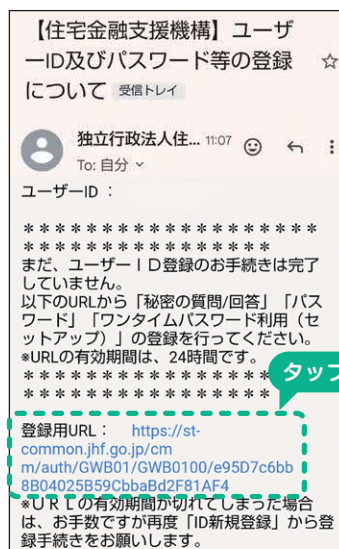 【住宅金融支援機構】ユーザ
ーID及びパスワード等の登録
について 受信トレイ
独立行政法人住... 11:07
To: 自分
ユーザーID :
*******************
****************
まだ、ユーザーＩＤ登録のお手続きは完了
していません。
以下のURLから「秘密の質問/回答」「パス
ワード」「ワンタイムパスワード利用（セ
ットアップ）」の登録を行ってください。
*URLの有効期間は、24時間です。
****************
****************
タップ
登録用URL： https://st-
common.jhf.go.jp/cm
m/auth/GWB01/GWB0100/e95D7c6bb
8B04025B59CbbaBd2F81AF4
*ＵＲＬの有効期間が切れてしまった場合
は、お手数ですが再度「ID新規登録」から登
録手続きをお願いします。